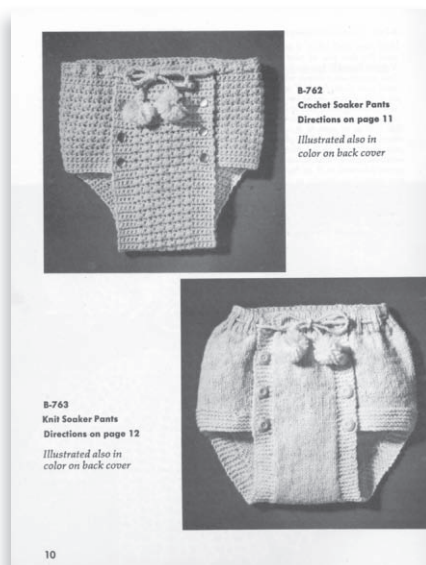 B-762
Crochet Soaker Pants
Directions on page 11
Illustrated also in
color on back cover
B-763
Knit Soaker Pants
Directions on page 12
Illustrated also in
color on back cover
10